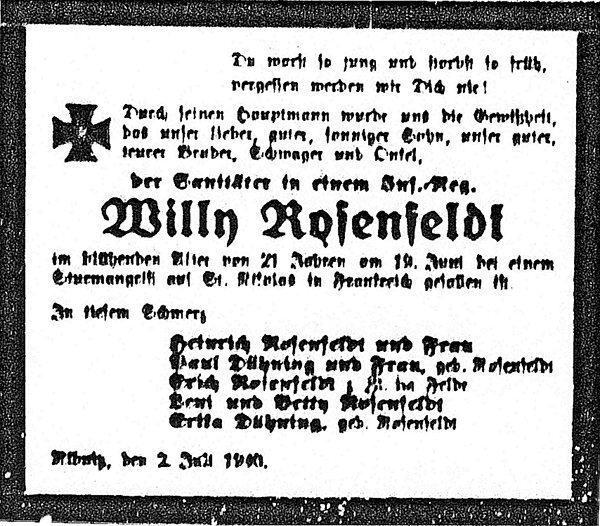 Du warst so jung und starbst so früh,
vergessen werden wir Dich nie!
Durch seinen Hauptmann wurde uns die Gewißheit,
das unser lieber, guter, sonniger Sohn, unser guter,
teurer Bruder, Schwager und Onkel,
der Sanitäter in einem Inf.-Reg.
Willy Rosenfeldt
im blühenden Alter von 21 Jahren am 19. Juni bei einem
Sturmangriff auf St. Nikolas in Frankreich gefallen ist.
In tiefem Schmerz
Heinrich Rosenfeldt und Frau
Paul Dühning und Frau, geb. Rosenfeldt
Erich Rosenfeldt, im Felde
und Betty Rosenfeldt
Erika Dühning, geb. Rosenfeldt
Ribnitz, den 2. Juli 1940.